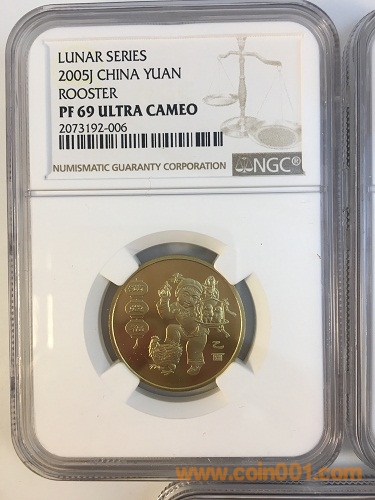 LUNAR SERIES
2005J CHINA YUAN
ROOSTER
PF 69 ULTRA CAMEO
2073192-006
NUMISMATIC GUARANTY CORPORATION
NGC®
乙酉
www.coin001.com